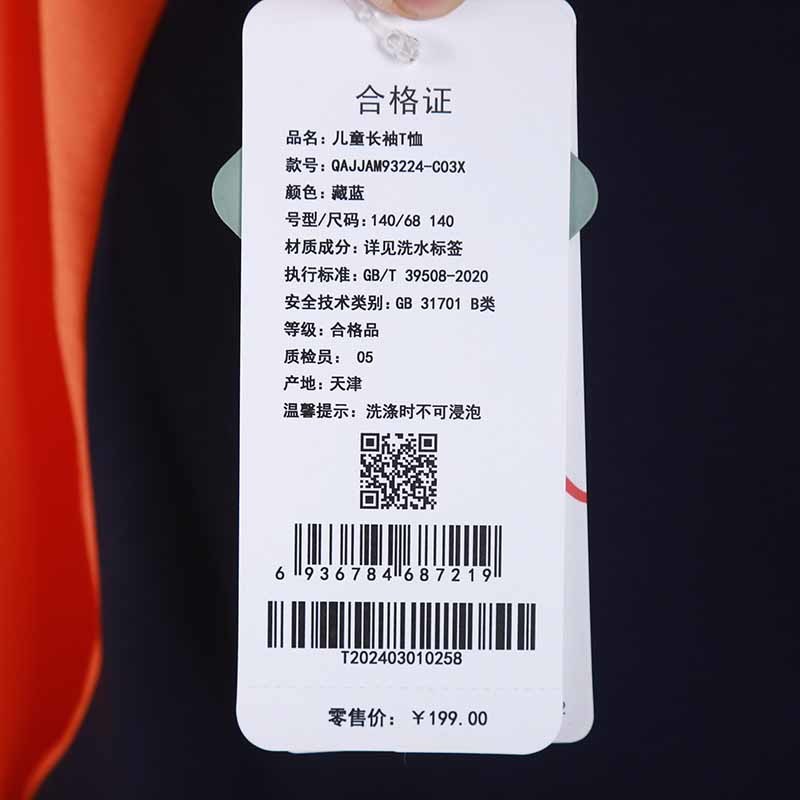 合格证
品名：儿童长袖T恤
款号：QAJJAM93224-C03X
颜色：藏蓝
号型/尺码：140/68 140
材质成分：详见洗水标签
执行标准：GB/T 39508-2020
安全技术类别：GB 31701 B类
等级：合格品
质检员： 05
产地：天津
温馨提示：洗涤时不可浸泡
6 936784 687219
T202403010258
零售价：￥199.00